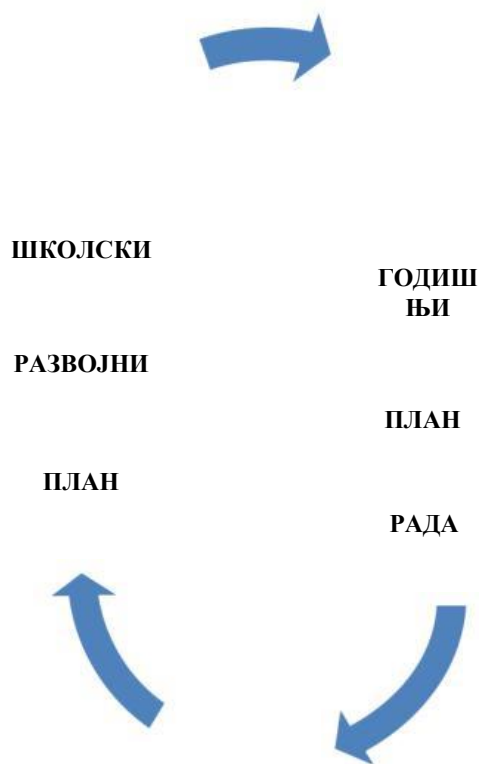 ШКОЛСКИ
РАЗВОЈНИ
ПЛАН
ГОДИШ
ЊИ
ПЛАН
РАДА